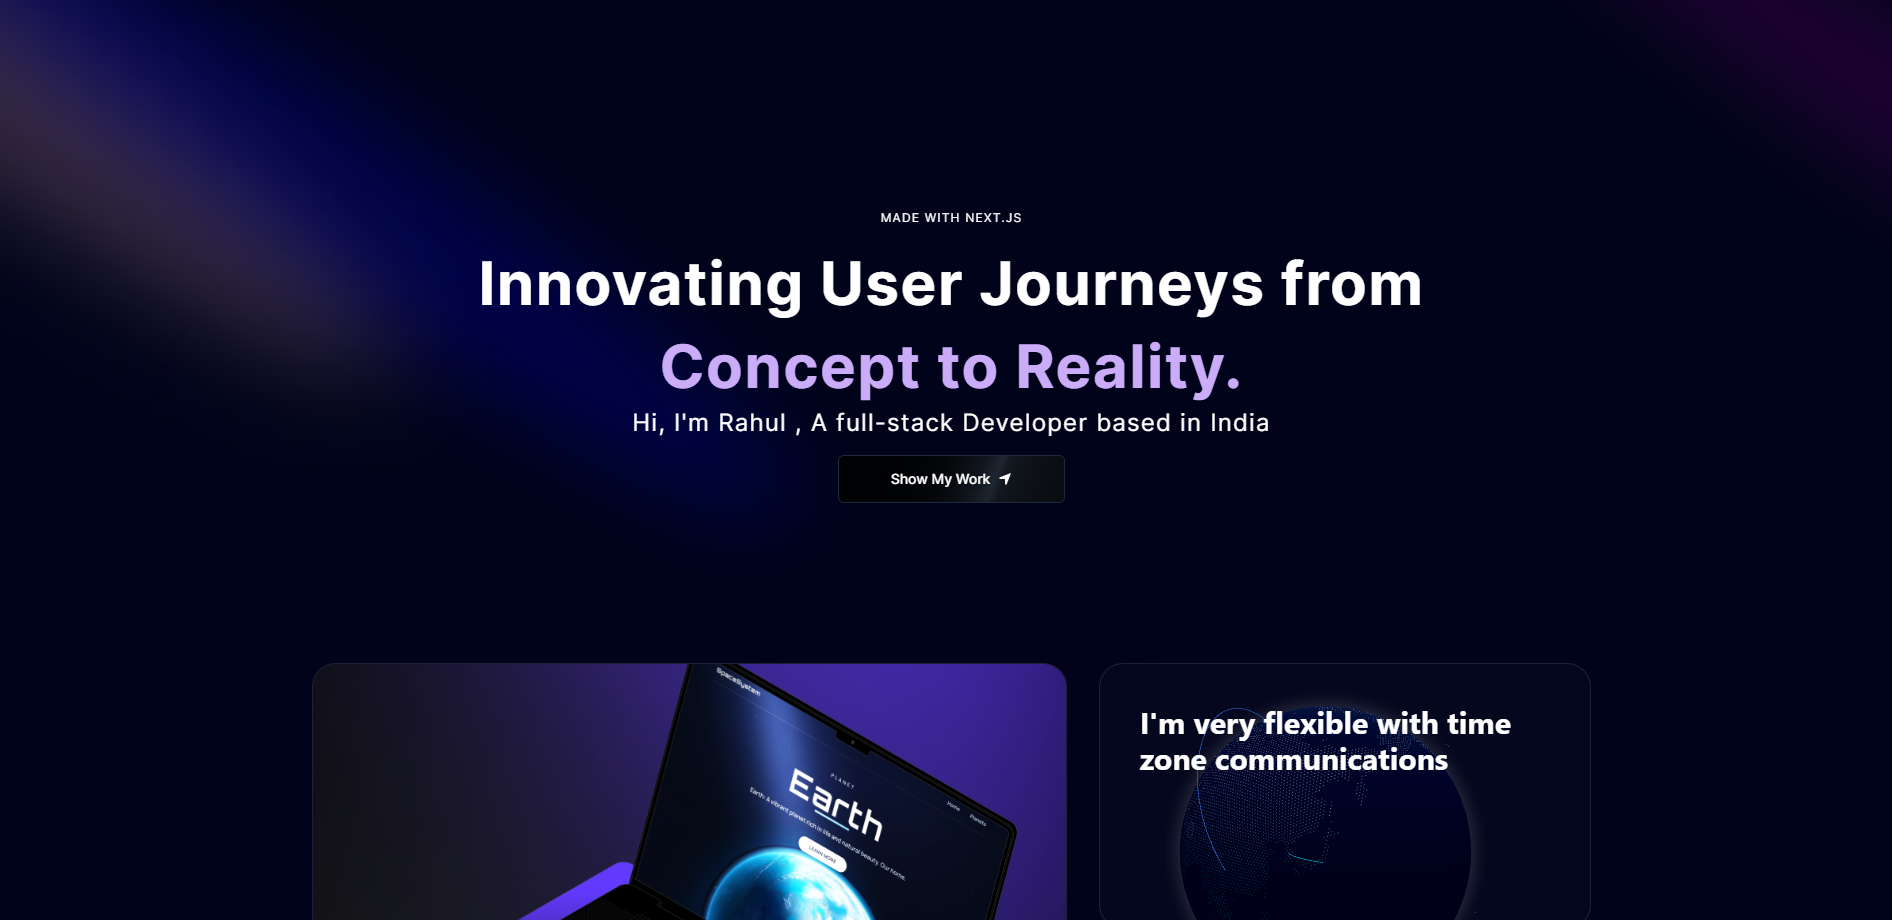 MADE WITH NEXT.JS
Innovating User Journeys from
Concept to Reality.
Hi, I'm Rahul , A full-stack Developer based in India
Show My Work
SpaceSystem
Home
Planets
PLANET
Earth
Earth: A vibrant planet rich in life and natural beauty. Our home.
LEARN MORE
I'm very flexible with time
zone communications